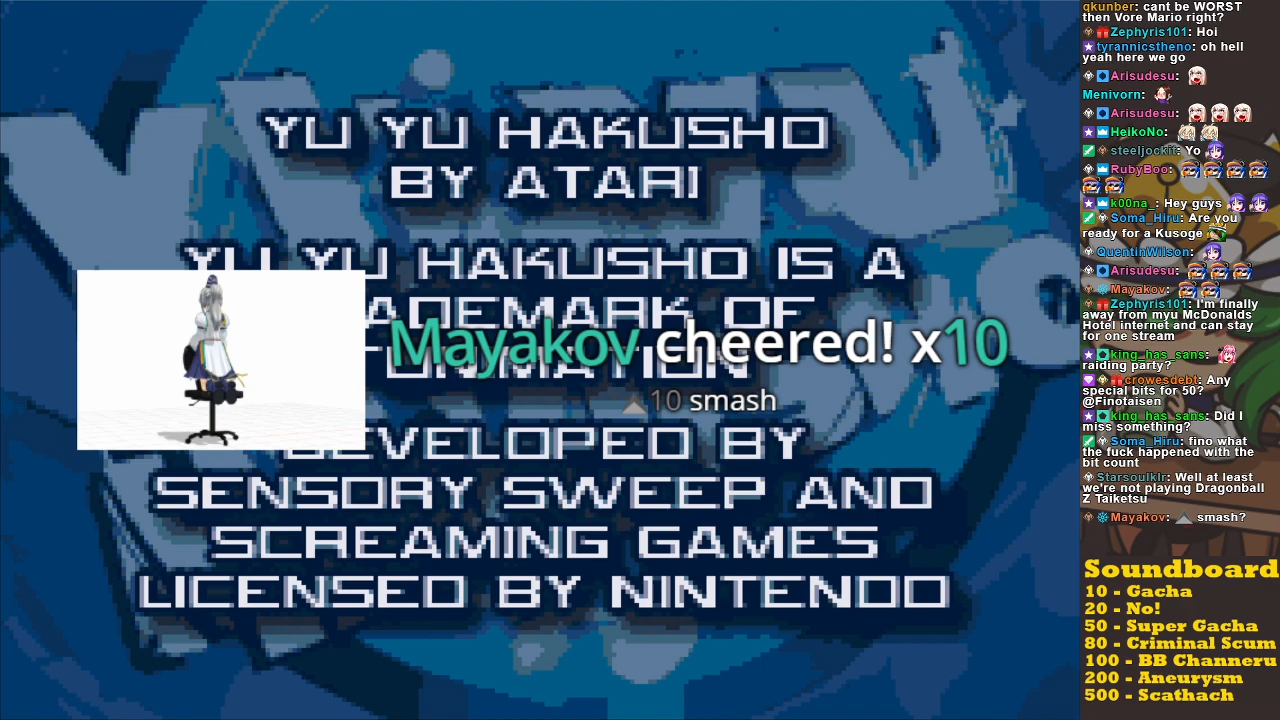 YU YU HAKUSHO
BY ATARI
YU YU HAKUSHO IS A
ADEMARK OF
UNIMATION
Mayakov cheered! x10
10 smash
DEVELOPED BY
SENSORY SWEEP AND
SCREAMING GAMES
LICENSED BY NINTENDO
qkunber: cant be WORST
then Vore Mario right?
Zephyris101: Hoi
tyrannicstheno: oh hell
yeah here we go
Arisudesu:
Menivorn:
Arisudesu:
HeikoNo:
steeljockit: Yo
RubyBoo:
k00na_: Hey guys
Soma_Hiru: Are you
ready for a Kusoge
QuentinWilson:
Arisudesu:
Mayakov:
Zephyris101: I'm finally
away from myu McDonalds
Hotel internet and can stay
for one stream
king_has_sans:
raiding party?
crowesdebt: Any
special bits for 50?
@Finotaisen
king_has_sans: Did I
miss something?
Soma_Hiru: fino what
the fuck happened with the
bit count
Starsoulkir: Well at least
we're not playing Dragonball
Z Taiketsu
Mayakov: smash?
Soundboard
10 - Gacha
20 - No!
50 - Super Gacha
80 - Criminal Scum
100 - BB Channeru
200 - Aneurysm
500 - Scathach